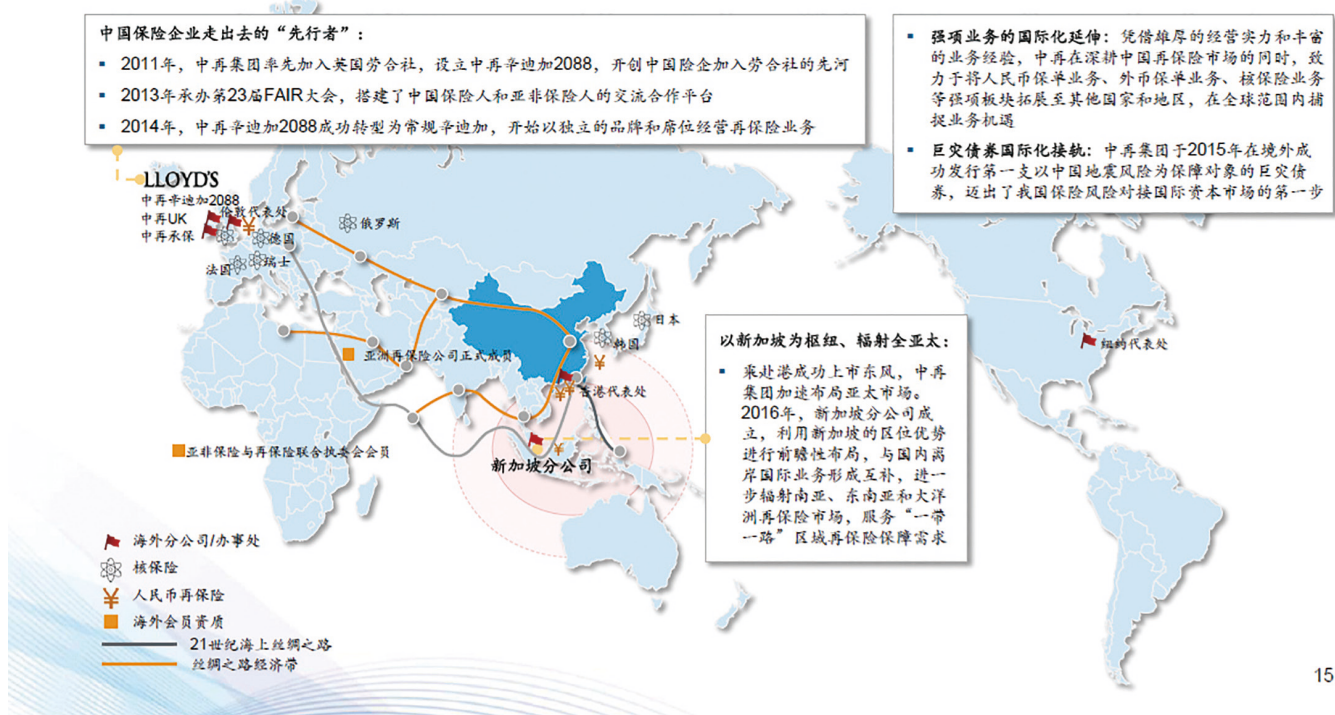 中国保险企业走出去的“先行者”：
▪ 2011年，中再集团率先加入英国劳合社，设立中再辛迪加2088，开创中国险企加入劳合社的先河
▪ 2013年承办第23届FAIR大会，搭建了中国保险人和亚非保险人的交流合作平台
▪ 2014年，中再辛迪加2088成功转型为常规辛迪加，开始以独立的品牌和席位经营再保险业务
▪ 强项业务的国际化延伸：凭借雄厚的经营实力和丰富
的业务经验，中再在深耕中国再保险市场的同时，致
力于将人民币保单业务、外币保单业务、核保险业务
等强项板块拓展至其他国家和地区，在全球范围内捕
捉业务机遇
▪ 巨灾债券国际化接轨：中再集团于2015年在境外成
功发行第一支以中国地震风险为保障对象的巨灾债
券，迈出了我国保险风险对接国际资本市场的第一步
LLOYD'S
中再辛迪加2088
中再UK
中再承保
伦敦代表处
德国
法国
瑞士
俄罗斯
日本
韩国
亚洲再保险公司正式成员
香港代表处
亚非保险与再保险联合执委会会员
新加坡分公司
纽约代表处
以新加坡为枢纽、辐射全亚太：
▪ 乘赴港成功上市东风，中再
集团加速布局亚太市场。
2016年，新加坡分公司成
立，利用新加坡的区位优势
进行前瞻性布局，与国内离
岸国际业务形成互补，进一
步辐射南亚、东南亚和大洋
洲再保险市场，服务“一带
一路”区域再保险保障需求
海外分公司/办事处
核保险
¥ 人民币再保险
海外会员资质
21世纪海上丝绸之路
丝绸之路经济带
15